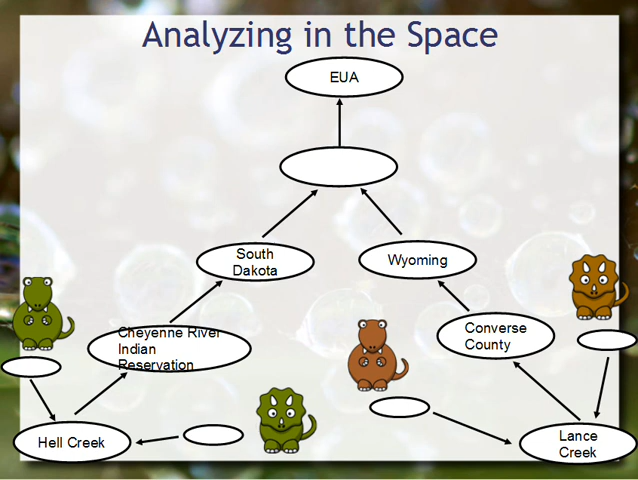 Analyzing in the Space
EUA
South
Dakota
Wyoming
Cheyenne River
Indian
Reservation
Converse
County
Hell Creek
Lance
Creek